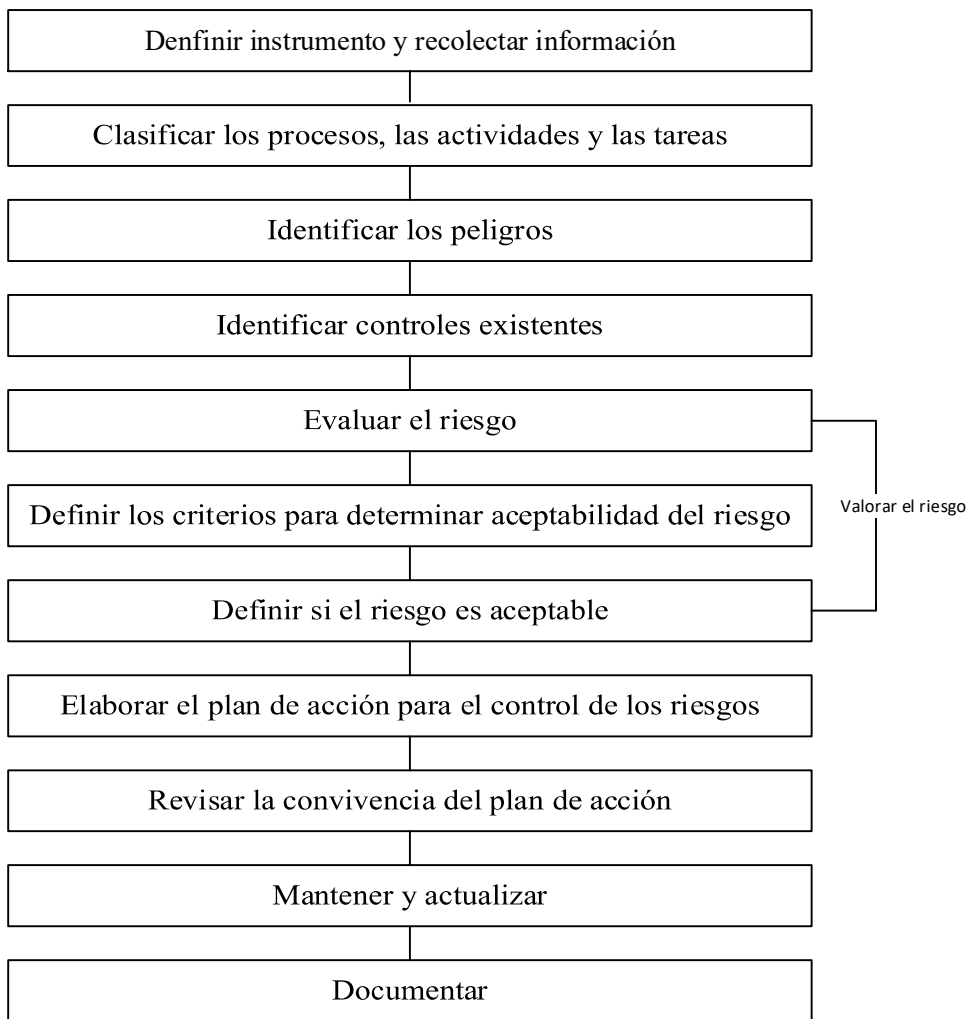 Denfinir instrumento y recolectar información
Clasificar los procesos, las actividades y las tareas
Identificar los peligros
Identificar controles existentes
Evaluar el riesgo
Definir los criterios para determinar aceptabilidad del riesgo
Valorar el riesgo
Definir si el riesgo es aceptable
Elaborar el plan de acción para el control de los riesgos
Revisar la convivencia del plan de acción
Mantener y actualizar
Documentar